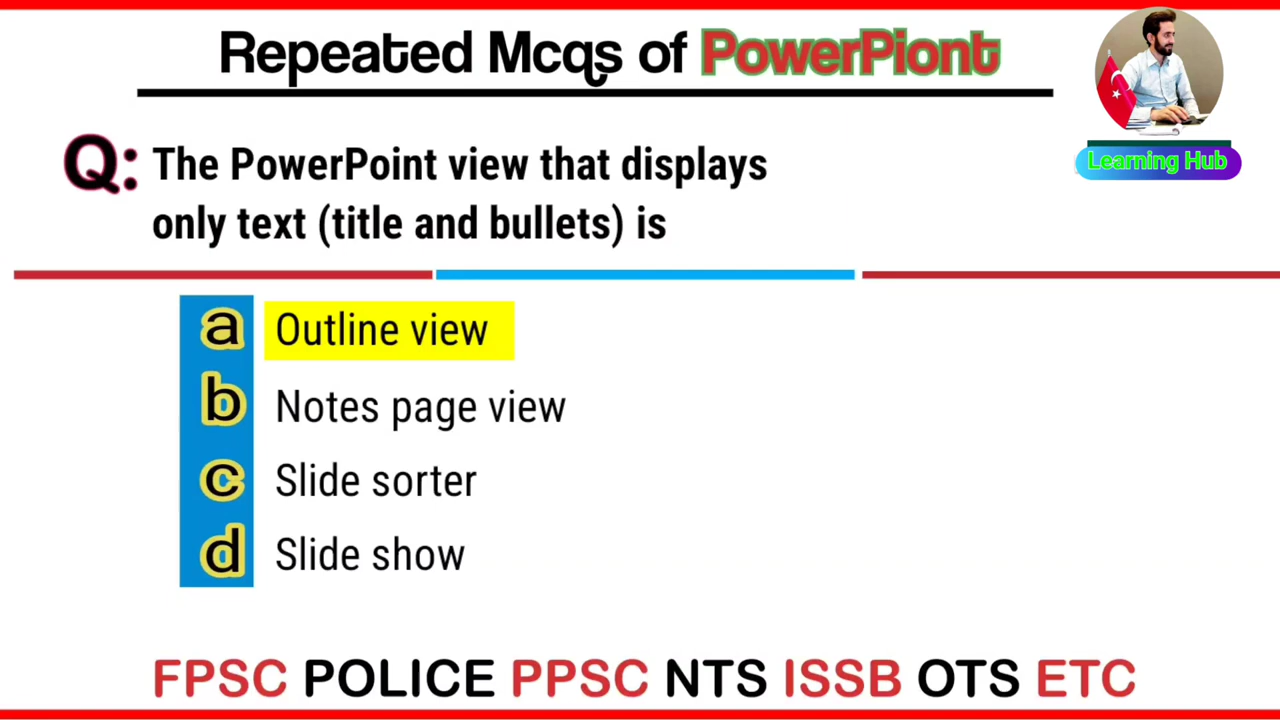 Repeated Mcqs of PowerPiont
Learning Hub
Q: The PowerPoint view that displays
only text (title and bullets) is
a Outline view
b Notes page view
c Slide sorter
d Slide show
FPSC POLICE PPSC NTS ISSB OTS ETC